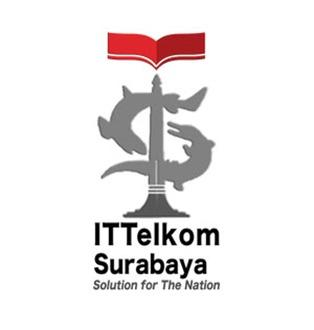 ITTelkom
Surabaya
Solution for The Nation